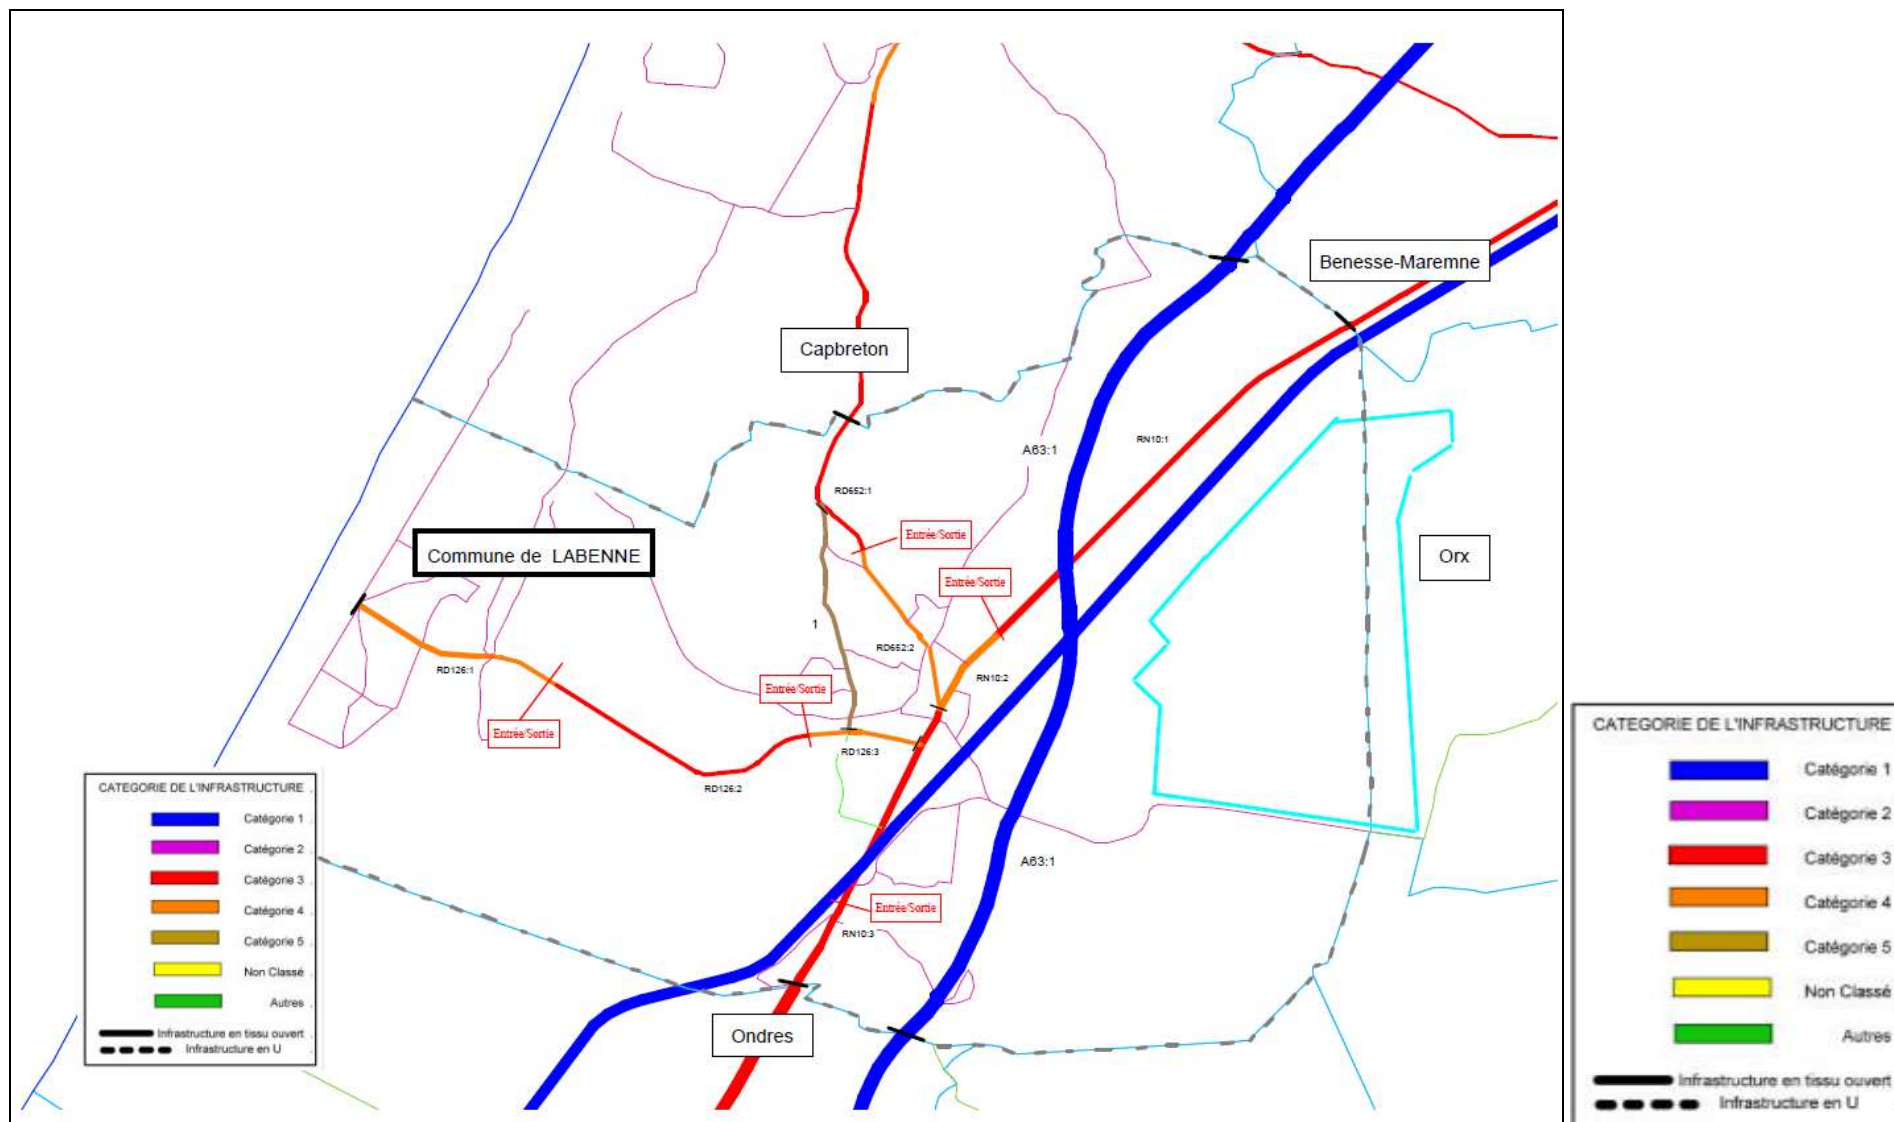 Benesse-Maremne
Capbreton
A63:1
RN10:1
RD652:1
Entrée/Sortie
Commune de LABENNE
Orx
Entrée/Sortie
1
RD652:2
RD126:1
RN10:2
Entrée/Sortie
Entrée/Sortie
RD126:3
RD126:2
A63:1
Entrée/Sortie
RN10:3
Ondres
CATEGORIE DE L'INFRASTRUCTURE
Catégorie 1
Catégorie 2
Catégorie 3
Catégorie 4
Catégorie 5
Non Classé
Autres
Infrastructure en tissu ouvert
Infrastructure en U
CATEGORIE DE L'INFRASTRUCTURE
Catégorie 1
Catégorie 2
Catégorie 3
Catégorie 4
Catégorie 5
Non Classé
Autres
Infrastructure en tissu ouvert
Infrastructure en U